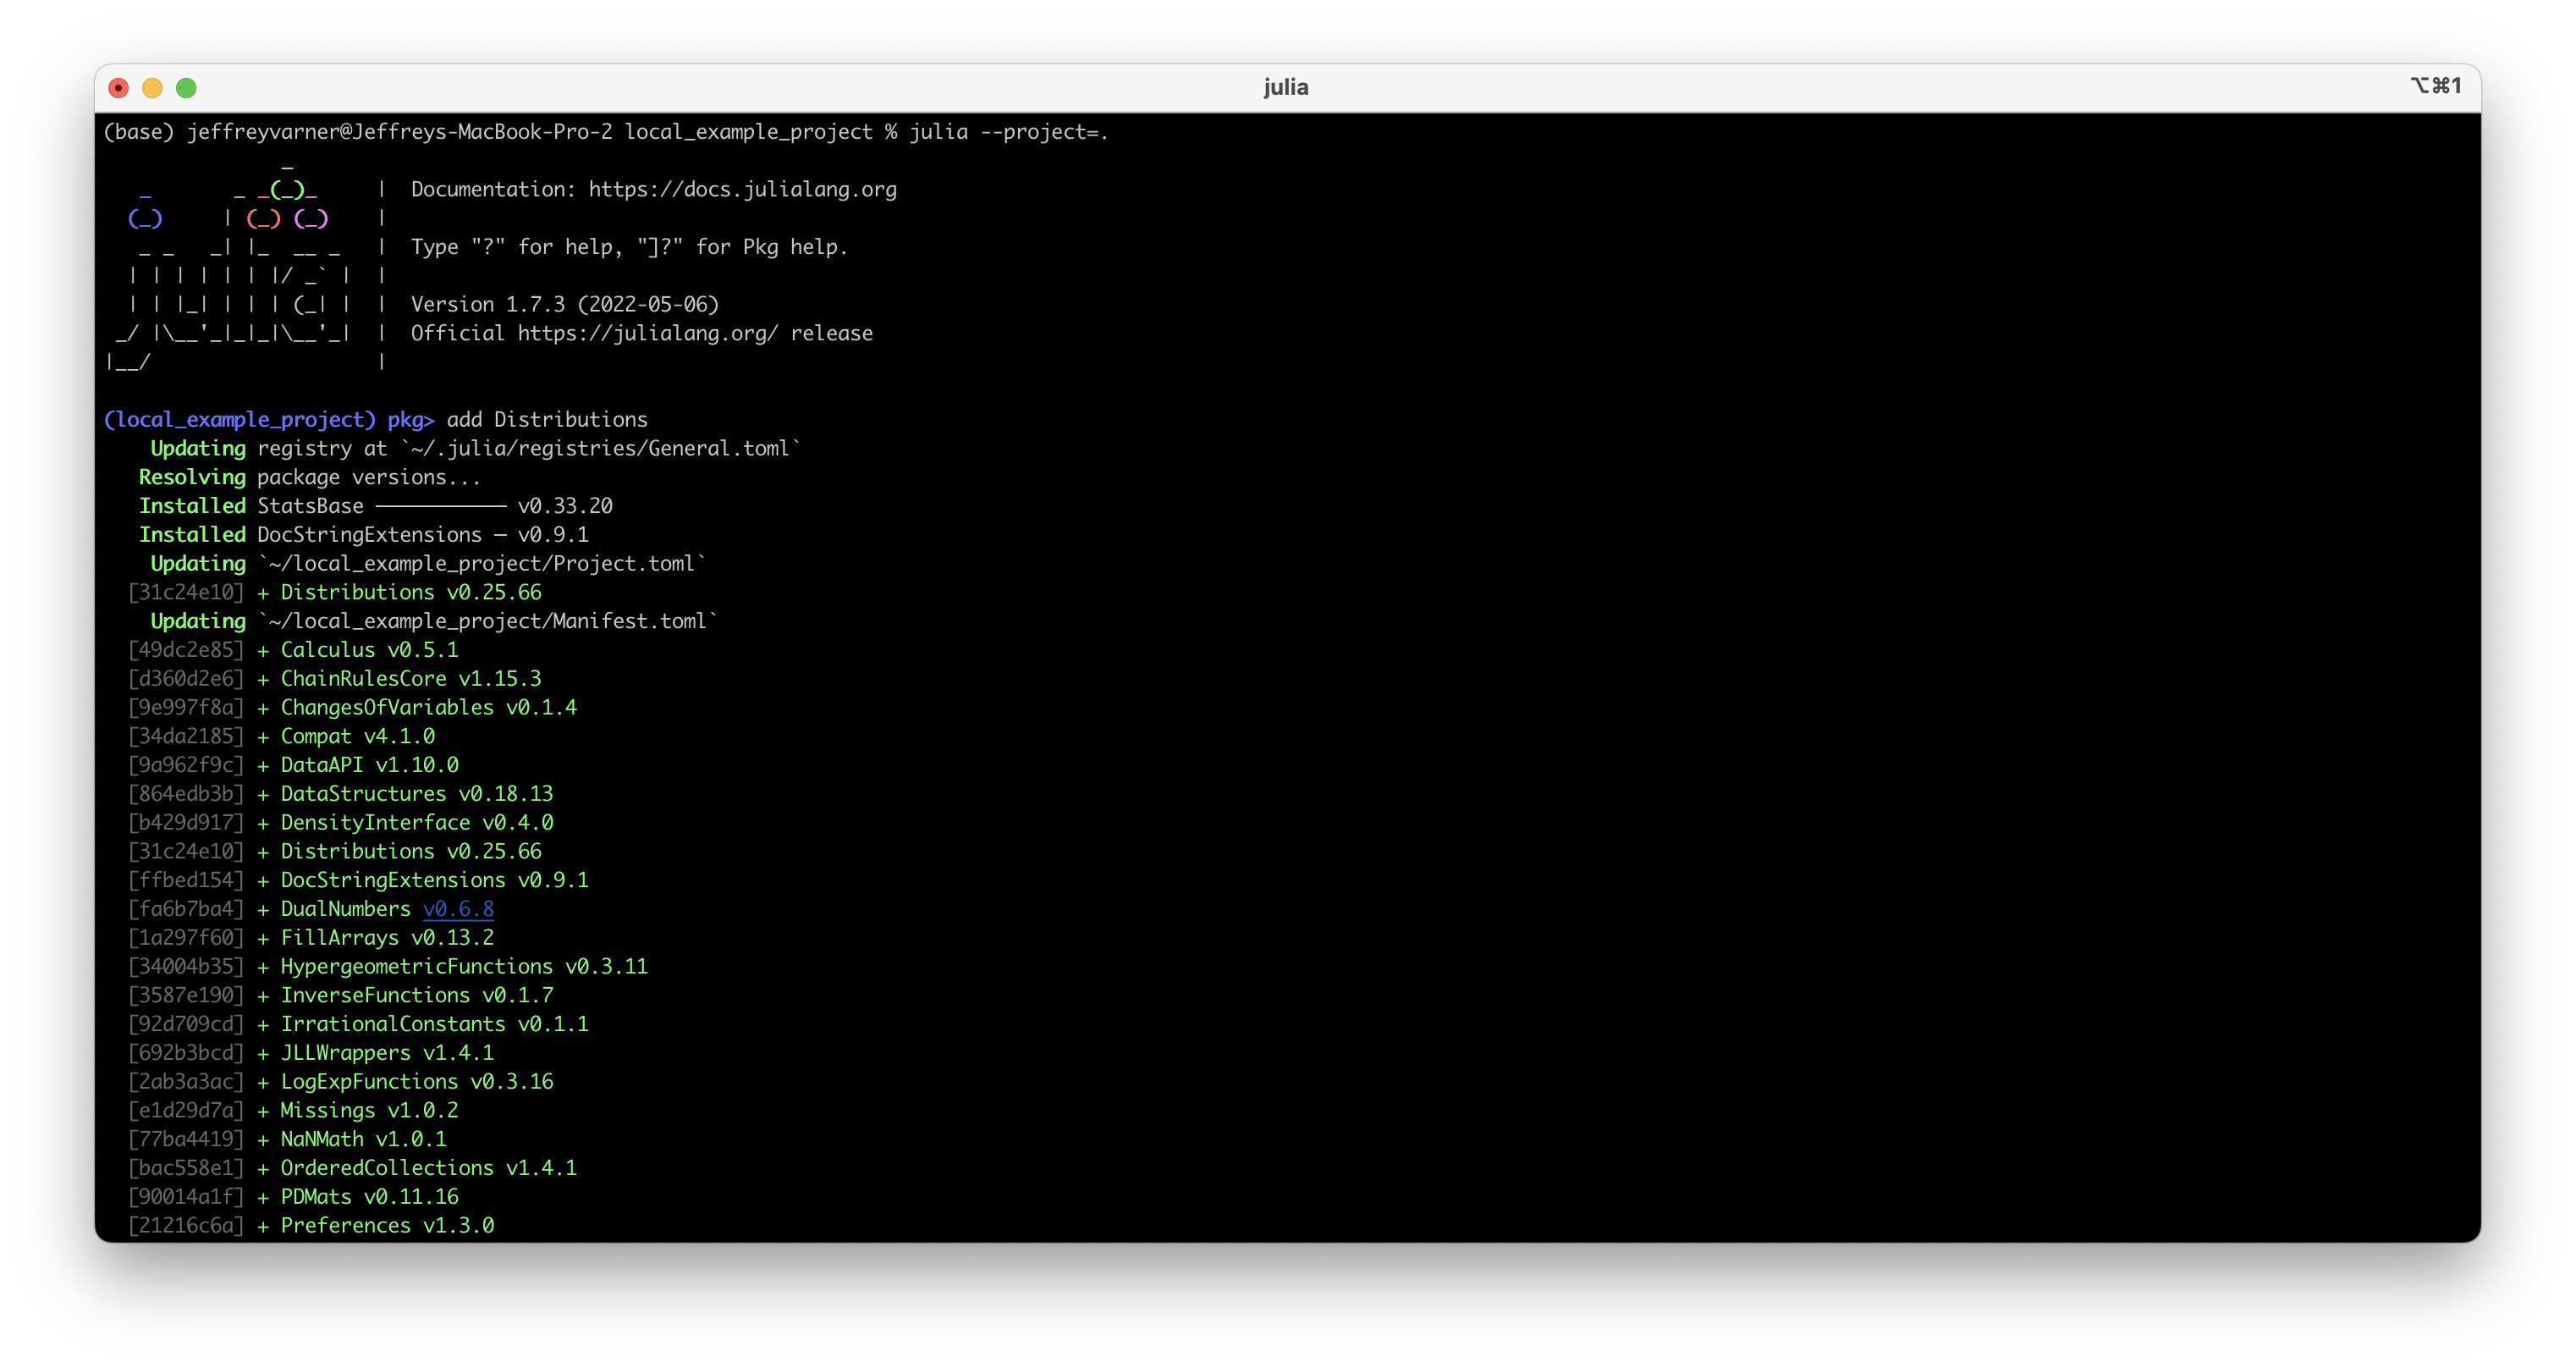 julia
⌥⌘1
(base) jeffreyvarner@Jeffreys-MacBook-Pro-2 local_example_project % julia --project=.
               _
   _       _ _(_)_     |  Documentation: https://docs.julialang.org
  (_)     | (_) (_)    |
   _ _   _| |_  __ _   |  Type "?" for help, "]?" for Pkg help.
  | | | | | | |/ _` |  |
  | | |_| | | | (_| |  |  Version 1.7.3 (2022-05-06)
 _/ |\__'_|_|_|\__'_|  |  Official https://julialang.org/ release
|__/                   |
(local_example_project) pkg> add Distributions
    Updating registry at `~/.julia/registries/General.toml`
   Resolving package versions...
   Installed StatsBase ─────────── v0.33.20
   Installed DocStringExtensions ─ v0.9.1
    Updating `~/local_example_project/Project.toml`
  [31c24e10] + Distributions v0.25.66
    Updating `~/local_example_project/Manifest.toml`
  [49dc2e85] + Calculus v0.5.1
  [d360d2e6] + ChainRulesCore v1.15.3
  [9e997f8a] + ChangesOfVariables v0.1.4
  [34da2185] + Compat v4.1.0
  [9a962f9c] + DataAPI v1.10.0
  [864edb3b] + DataStructures v0.18.13
  [b429d917] + DensityInterface v0.4.0
  [31c24e10] + Distributions v0.25.66
  [ffbed154] + DocStringExtensions v0.9.1
  [fa6b7ba4] + DualNumbers v0.6.8
  [1a297f60] + FillArrays v0.13.2
  [34004b35] + HypergeometricFunctions v0.3.11
  [3587e190] + InverseFunctions v0.1.7
  [92d709cd] + IrrationalConstants v0.1.1
  [692b3bcd] + JLLWrappers v1.4.1
  [2ab3a3ac] + LogExpFunctions v0.3.16
  [e1d29d7a] + Missings v1.0.2
  [77ba4419] + NaNMath v1.0.1
  [bac558e1] + OrderedCollections v1.4.1
  [90014a1f] + PDMats v0.11.16
  [21216c6a] + Preferences v1.3.0